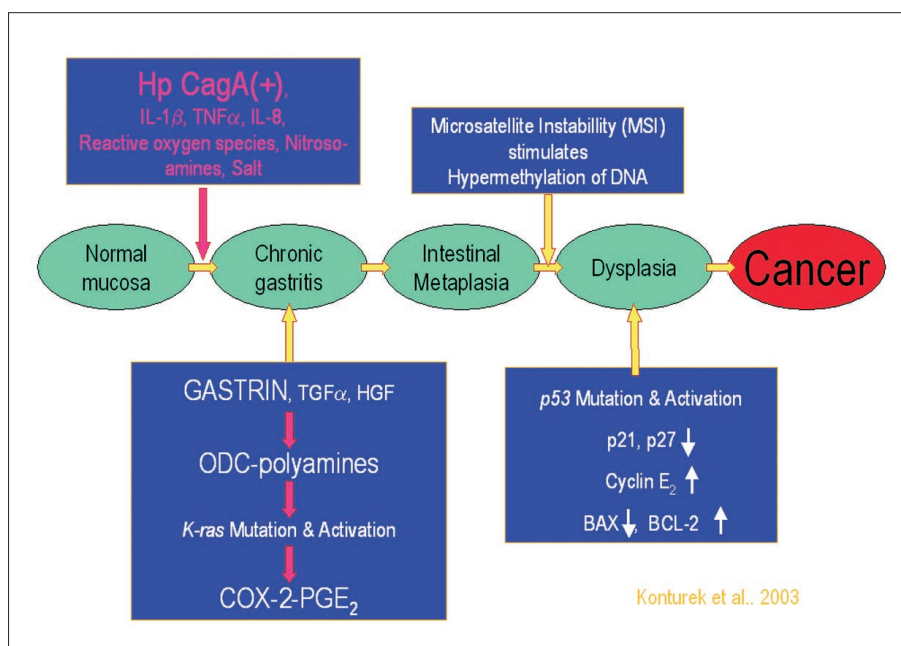 Hp CagA(+),
IL-1β, TNFα, IL-8,
Reactive oxygen species, Nitroso-
amines, Salt
Microsatellite Instabillity (MSI)
stimulates
Hypermethylation of DNA
Normal
mucosa
Chronic
gastritis
Intestinal
Metaplasia
Dysplasia
Cancer
GASTRIN, TGFα, HGF
ODC-polyamines
K-ras Mutation & Activation
COX-2-PGE₂
p53 Mutation & Activation
p21, p27 ↓
Cyclin E₂ ↑
BAX ↓, BCL-2 ↑
Konturek et al.. 2003